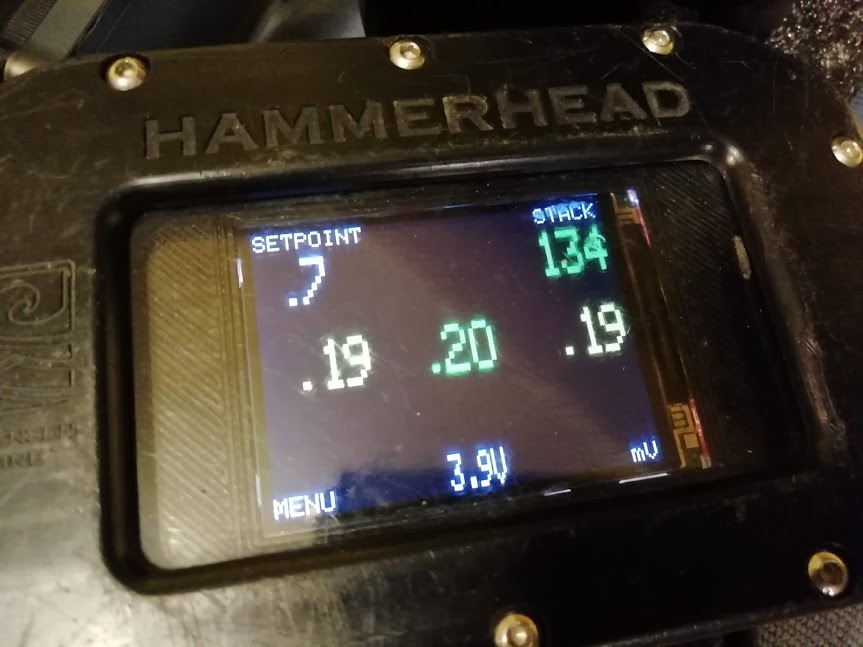 HAMMERHEAD
SETPOINT STACK
.7 134
.19 .20 .19
3.9V mV
MENU